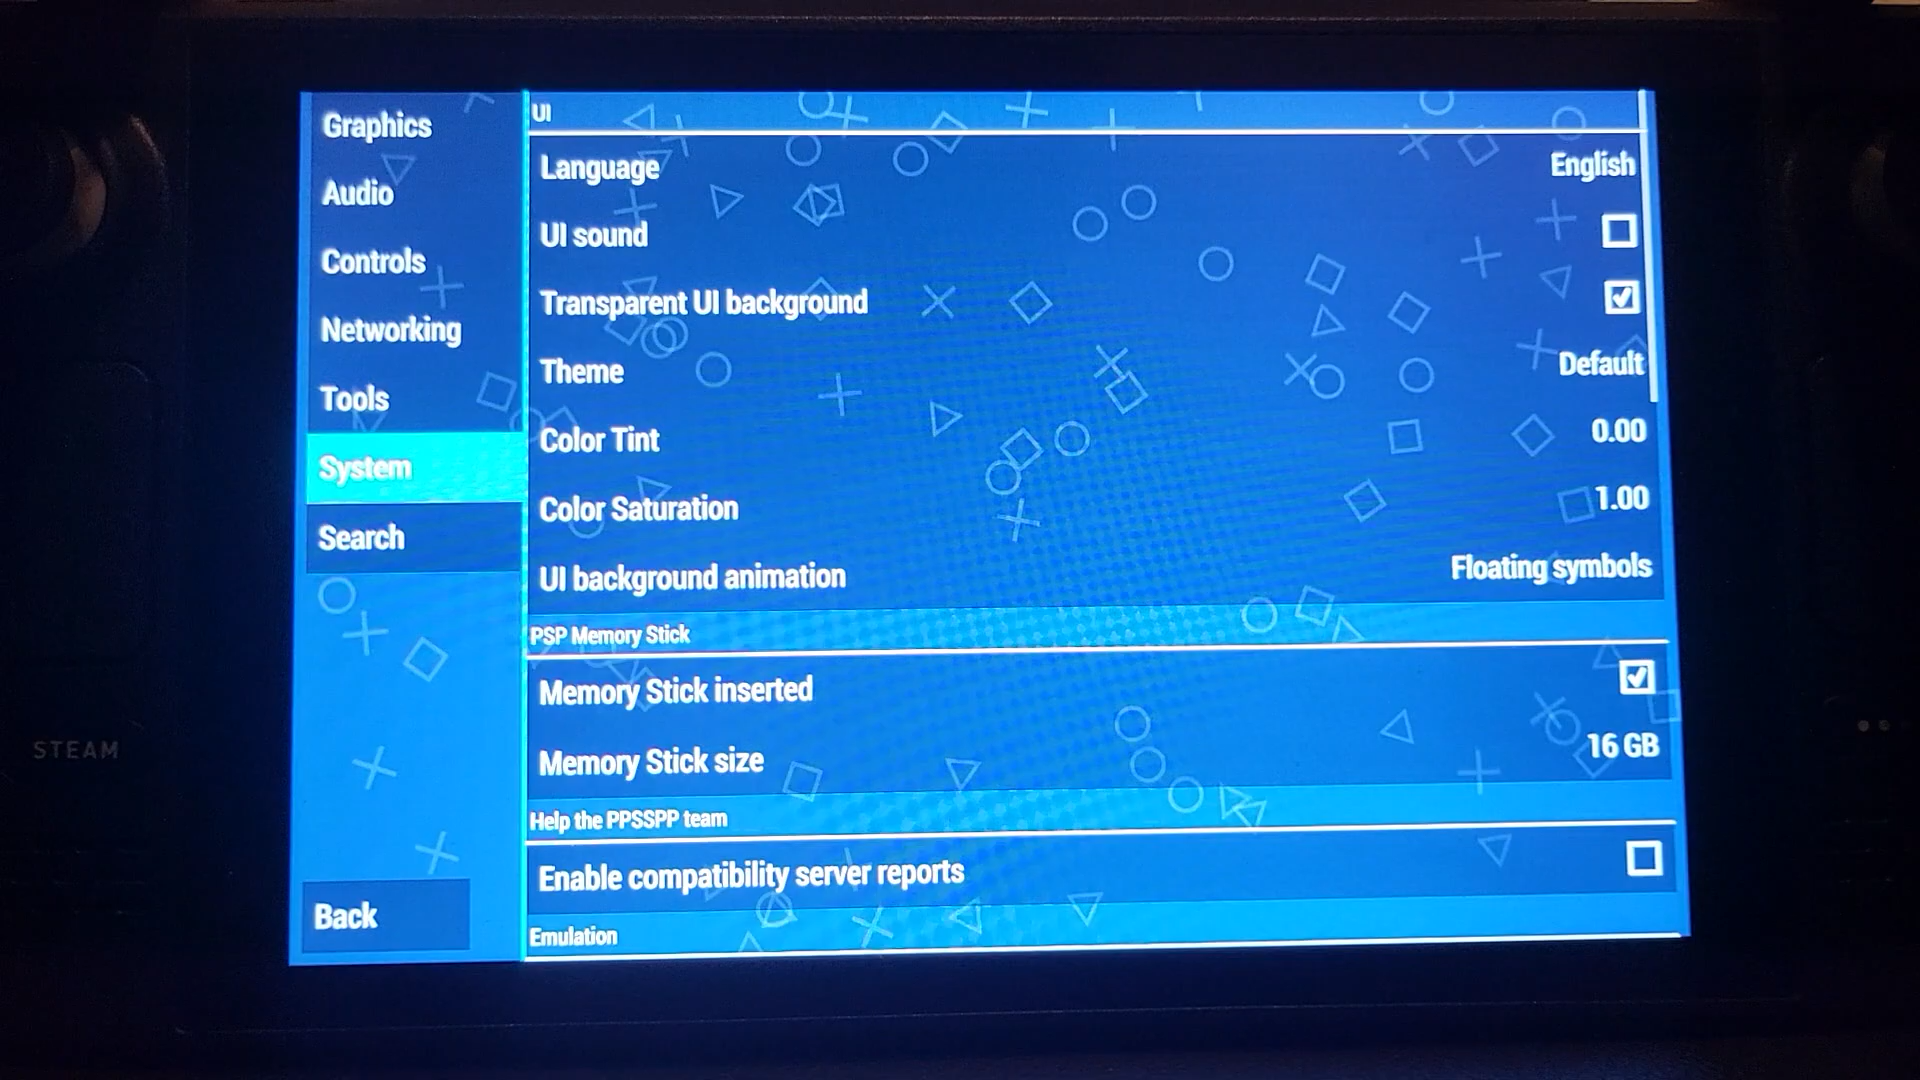 Graphics
Audio
Controls
Networking
Tools
System
Search
Back
UI
Language English
UI sound
Transparent UI background
Theme Default
Color Tint 0.00
Color Saturation 1.00
UI background animation Floating symbols
PSP Memory Stick
Memory Stick inserted
Memory Stick size 16 GB
Help the PPSSPP team
Enable compatibility server reports
Emulation
STEAM